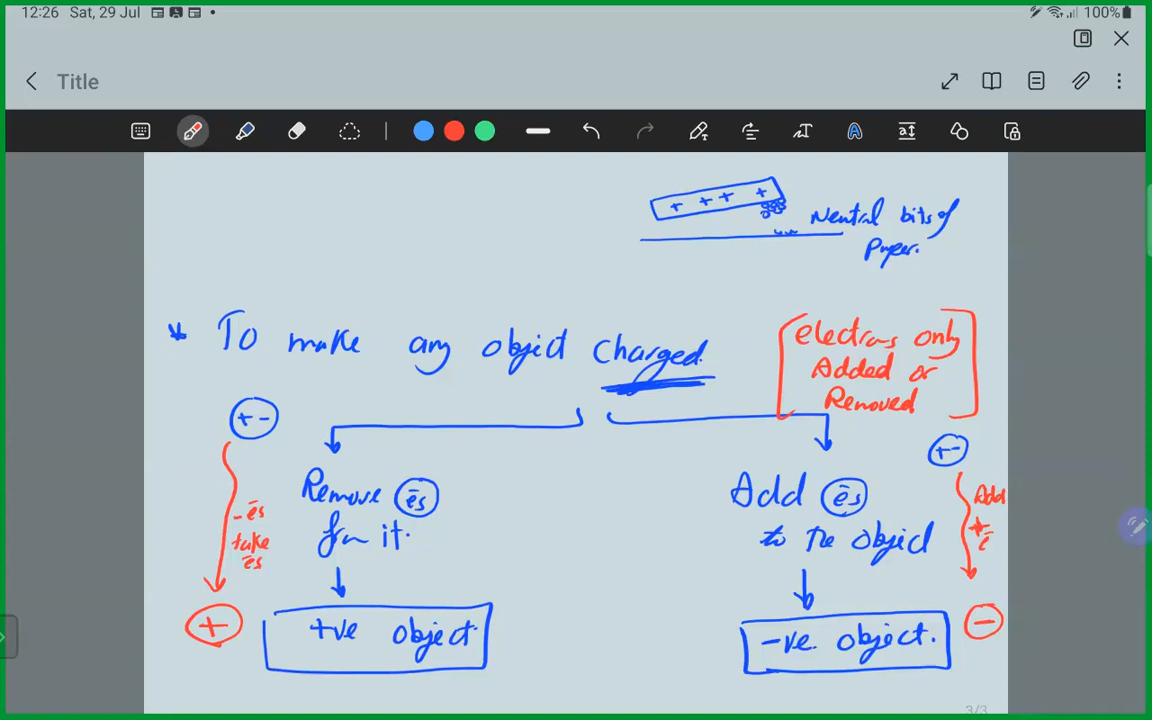 12:26 Sat, 29 Jul
100%
Title
+ + + +
Neutral bits of
Paper.
* To make any object charged.
[electrons only
Added or
Removed]
+ -
+ -
Remove ēs
from it.
- ēs
take
ēs
Add ēs
to the object
Add
+ ē
+
+ve object
-ve object.
-
3/3